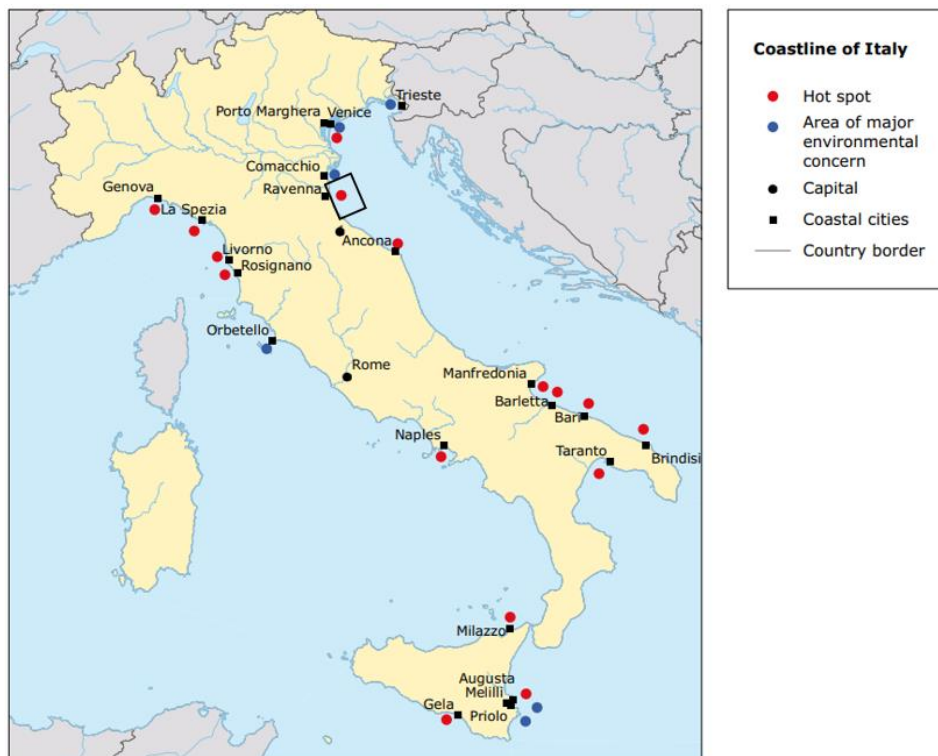 Coastline of Italy
Hot spot
Area of major
environmental
concern
Capital
Coastal cities
Country border
Trieste
Porto Marghera
Venice
Comacchio
Ravenna
Genova
La Spezia
Ancona
Livorno
Rosignano
Orbetello
Rome
Manfredonia
Barletta
Bari
Naples
Taranto
Brindisi
Milazzo
Augusta
Melilli
Gela
Priolo